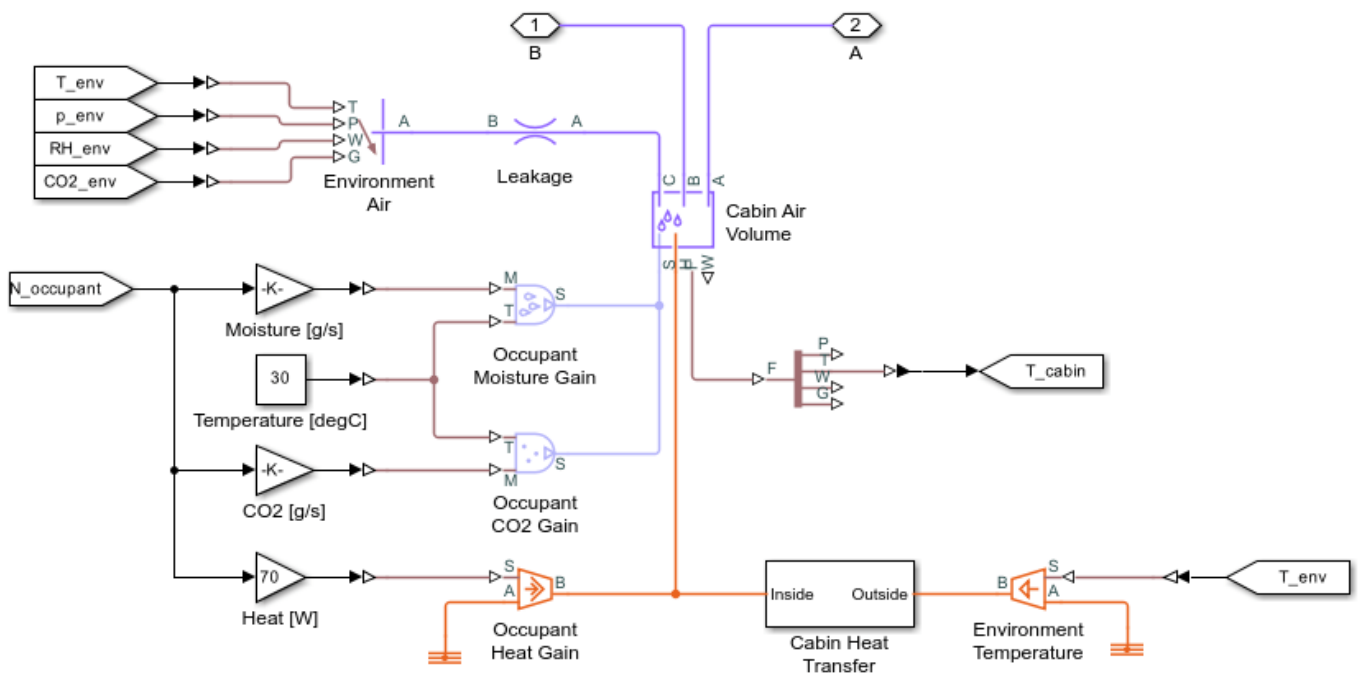 1
B
2
A
T_env
p_env
RH_env
CO2_env
T
P
W
G
A
Environment
Air
B
A
Leakage
C
B
A
Cabin Air
Volume
S
H
F
W
N_occupant
-K-
Moisture [g/s]
M
T
S
Occupant
Moisture Gain
30
Temperature [degC]
-K-
CO2 [g/s]
T
M
S
Occupant
CO2 Gain
F
P
T
W
G
T_cabin
70
Heat [W]
S
A
B
Occupant
Heat Gain
Inside
Outside
Cabin Heat
Transfer
B
S
A
Environment
Temperature
T_env